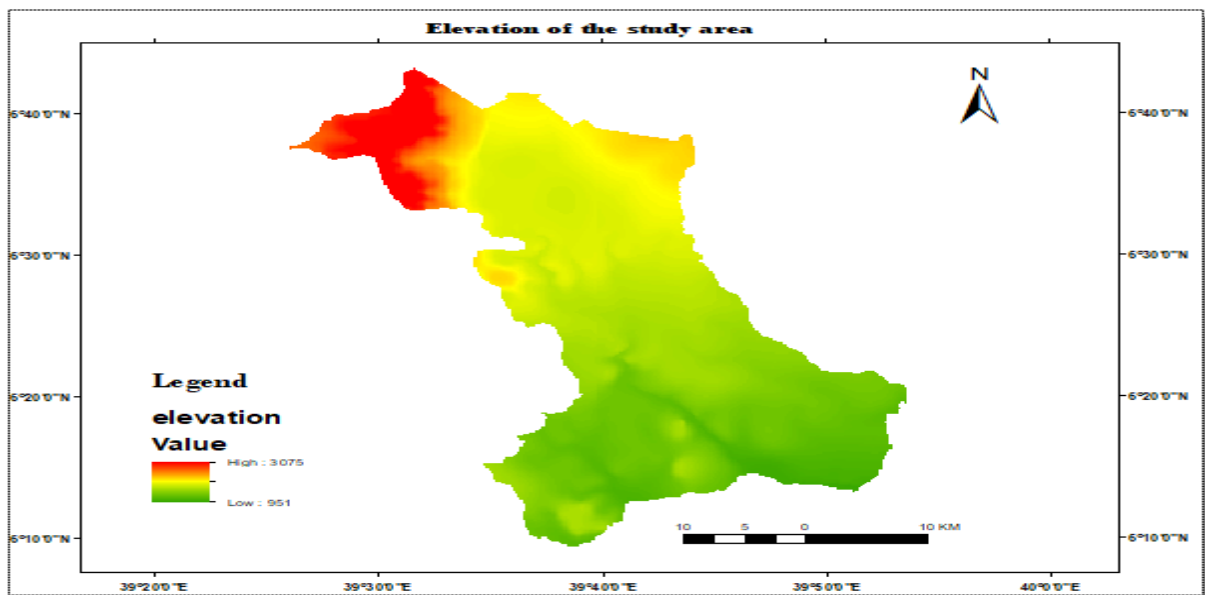 Elevation of the study area
N
6°40'0"N
6°40'0"N
6°30'0"N
6°30'0"N
6°20'0"N
6°20'0"N
6°10'0"N
6°10'0"N
Legend
elevation
Value
High : 3075
Low : 951
10 5 0 10 KM
39°20'0"E 39°30'0"E 39°40'0"E 39°50'0"E 40°0'0"E